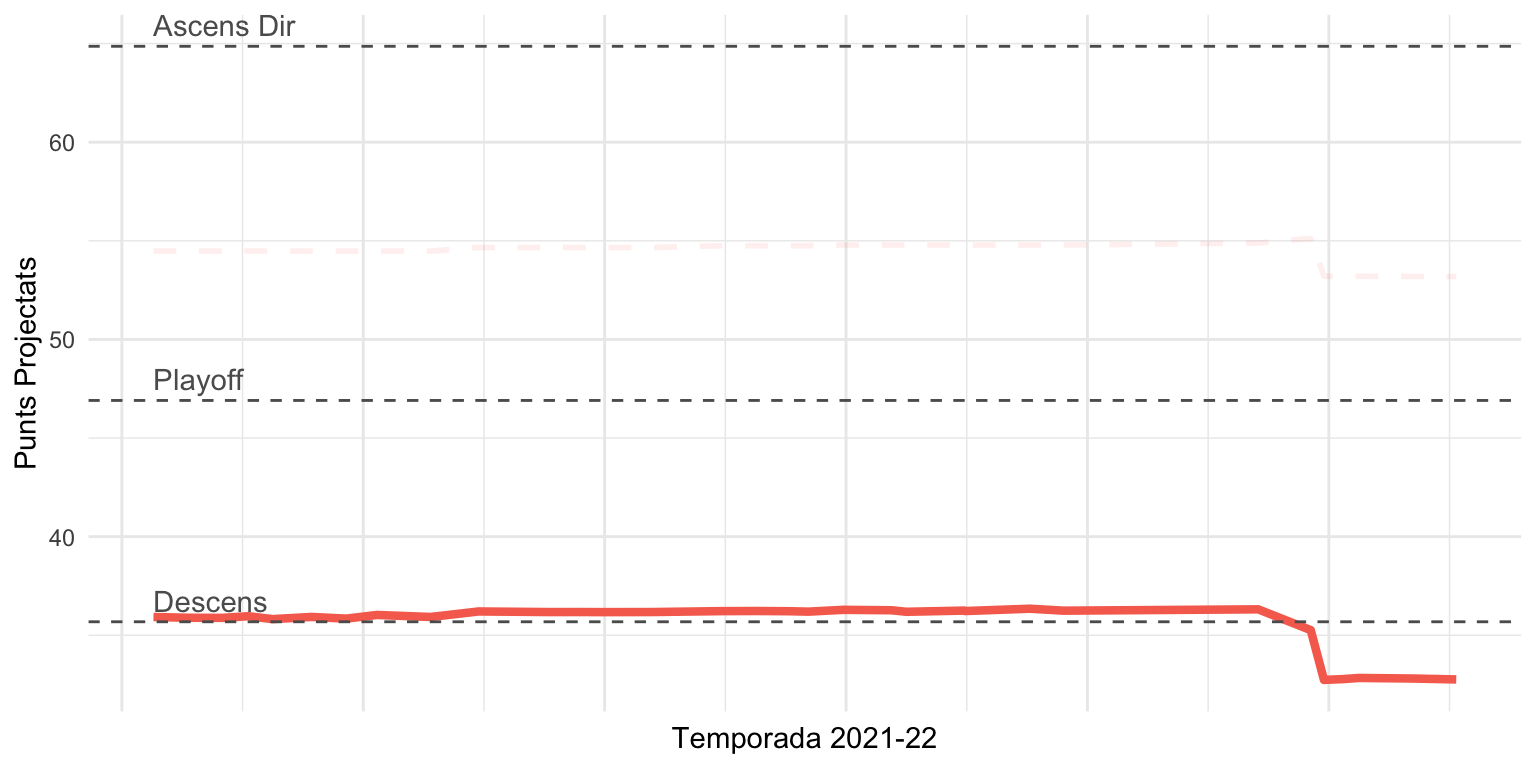 Ascens Dir
60
50
Playoff
40
Descens
Punts Projectats
Temporada 2021-22